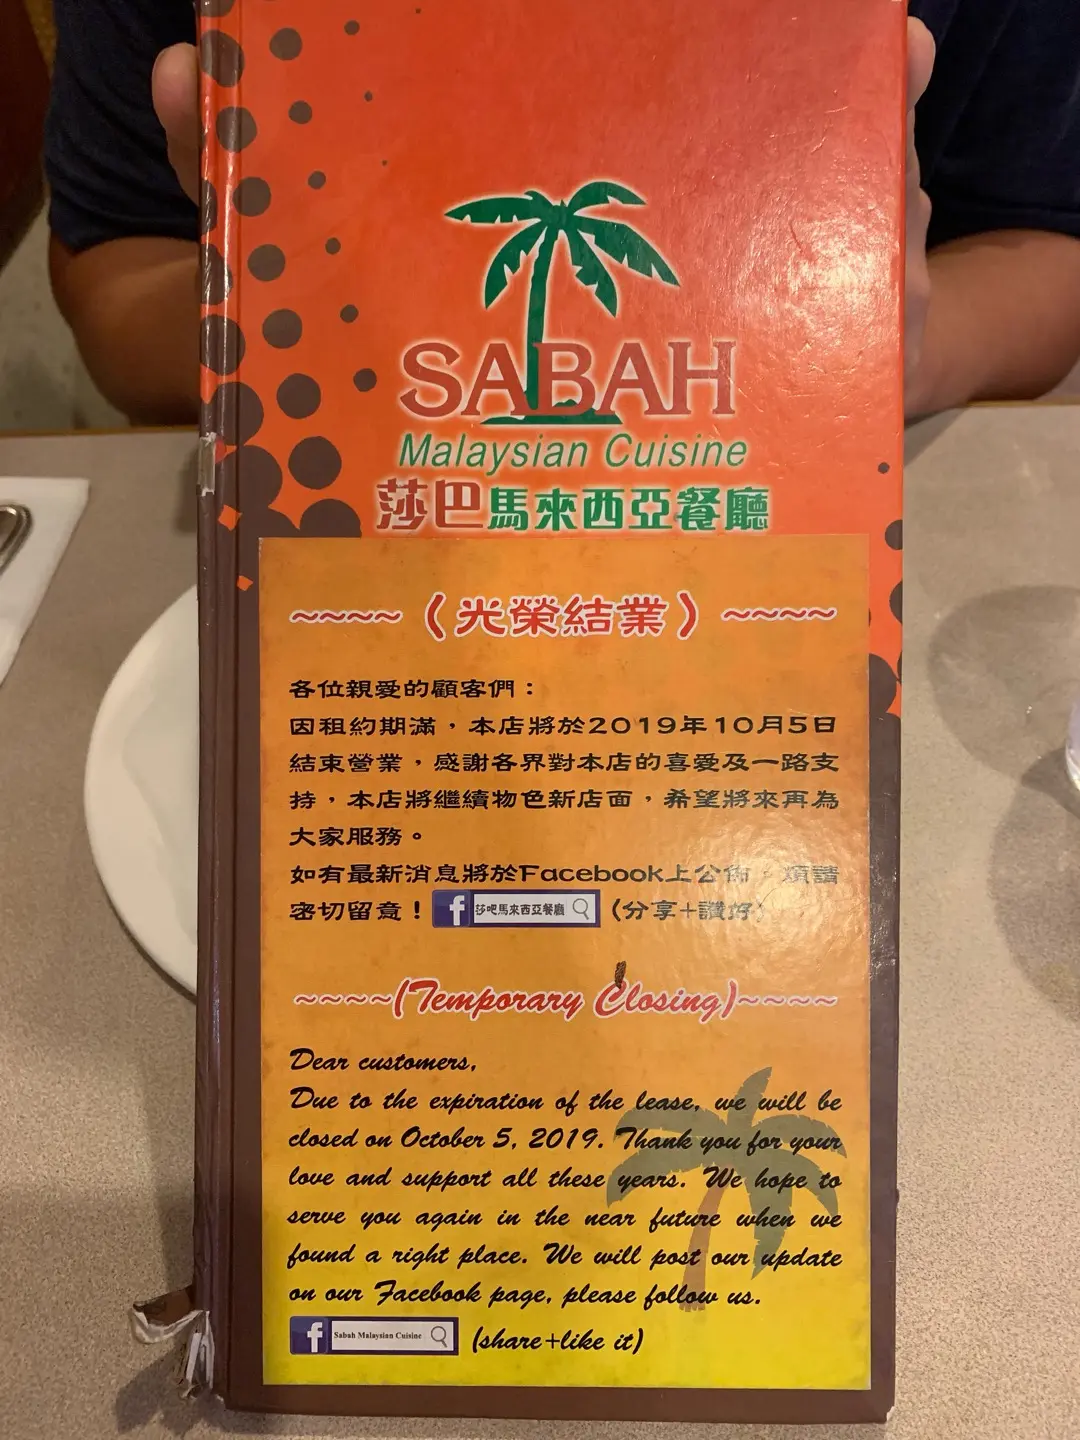 SABAH
Malaysian Cuisine
莎巴馬來西亞餐廳
~~~~《光榮結業》~~~~
各位親愛的顧客們：
因租約期滿，本店將於2019年10月5日
結束營業，感謝各界對本店的喜愛及一路支
持，本店將繼續物色新店面，希望將來再為
大家服務。
如有最新消息將於Facebook上公佈，煩請
密切留意！ f 莎吧馬來西亞餐廳 (分享+讚好)
~~~~(Temporary Closing)~~~~
Dear customers,
Due to the expiration of the lease, we will be
closed on October 5, 2019. Thank you for your
love and support all these years. We hope to
serve you again in the near future when we
found a right place. We will post our update
on our Facebook page, please follow us.
f Sabah Malaysian Cuisine (share+like it)